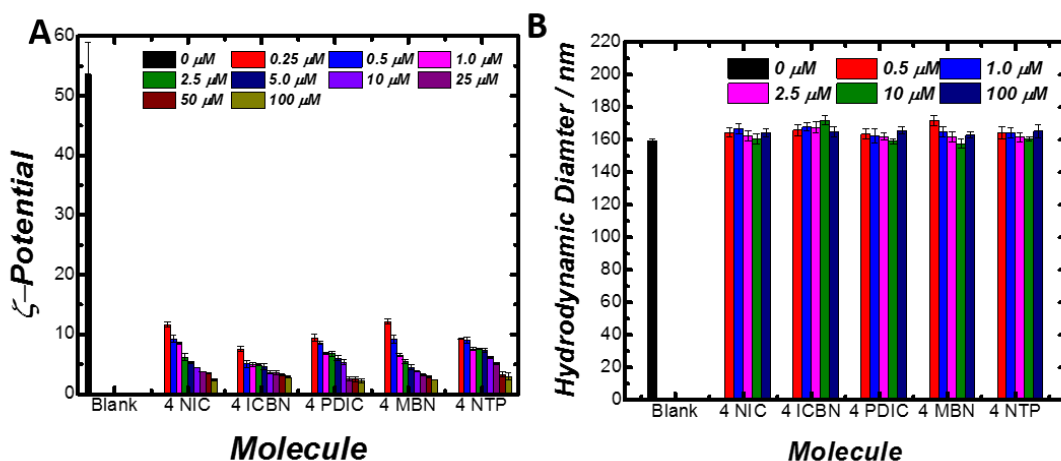 A
0 μM 0.25 μM 0.5 μM 1.0 μM
2.5 μM 5.0 μM 10 μM 25 μM
50 μM 100 μM
ζ-Potential
60
50
40
30
20
10
0
Blank 4 NIC 4 ICBN 4 PDIC 4 MBN 4 NTP
Molecule
B
0 μM 0.5 μM 1.0 μM
2.5 μM 10 μM 100 μM
Hydrodynamic Diamter / nm
220
200
180
160
140
120
100
80
60
40
20
0
Blank 4 NIC 4 ICBN 4 PDIC 4 MBN 4 NTP
Molecule